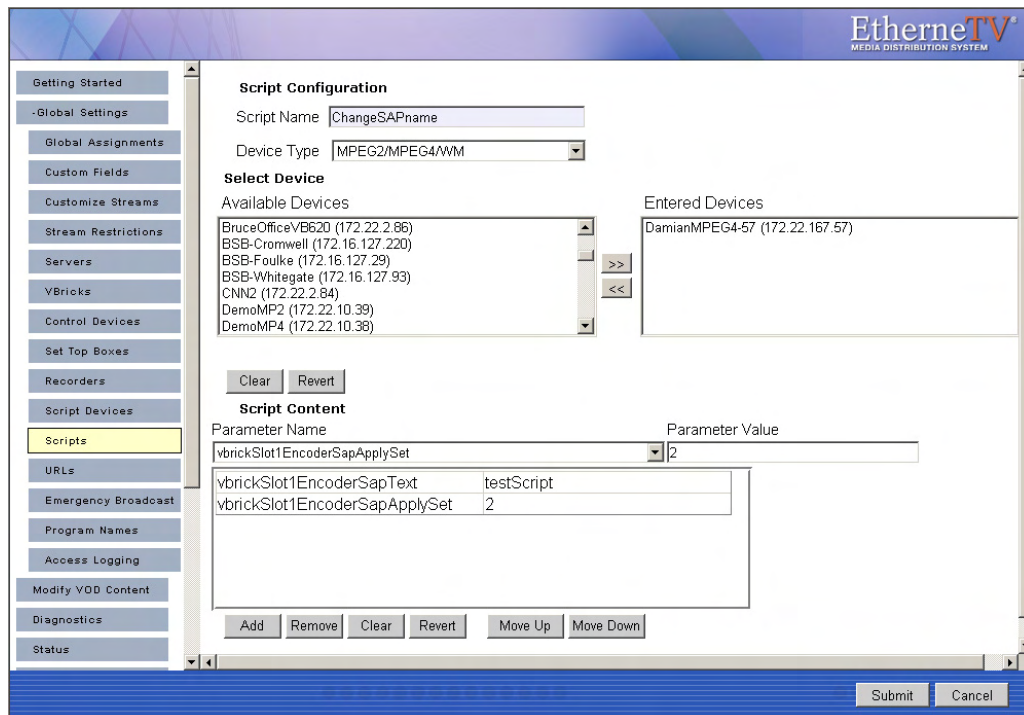 EtherneTV
MEDIA DISTRIBUTION SYSTEM
Getting Started
-Global Settings
Global Assignments
Custom Fields
Customize Streams
Stream Restrictions
Servers
VBricks
Control Devices
Set Top Boxes
Recorders
Script Devices
Scripts
URLs
Emergency Broadcast
Program Names
Access Logging
Modify VOD Content
Diagnostics
Status
Script Configuration
Script Name ChangeSAPname
Device Type MPEG2/MPEG4/WM
Select Device
Available Devices
BruceOfficeVB620 (172.22.2.86)
BSB-Cromwell (172.16.127.220)
BSB-Foulke (172.16.127.29)
BSB-Whitegate (172.16.127.93)
CNN2 (172.22.2.84)
DemoMP2 (172.22.10.39)
DemoMP4 (172.22.10.38)
>>
<<
Entered Devices
DamianMPEG4-57 (172.22.167.57)
Clear Revert
Script Content
Parameter Name Parameter Value
vbrickSlot1EncoderSapApplySet 2
vbrickSlot1EncoderSapText testScript
vbrickSlot1EncoderSapApplySet 2
Add Remove Clear Revert Move Up Move Down
Submit Cancel